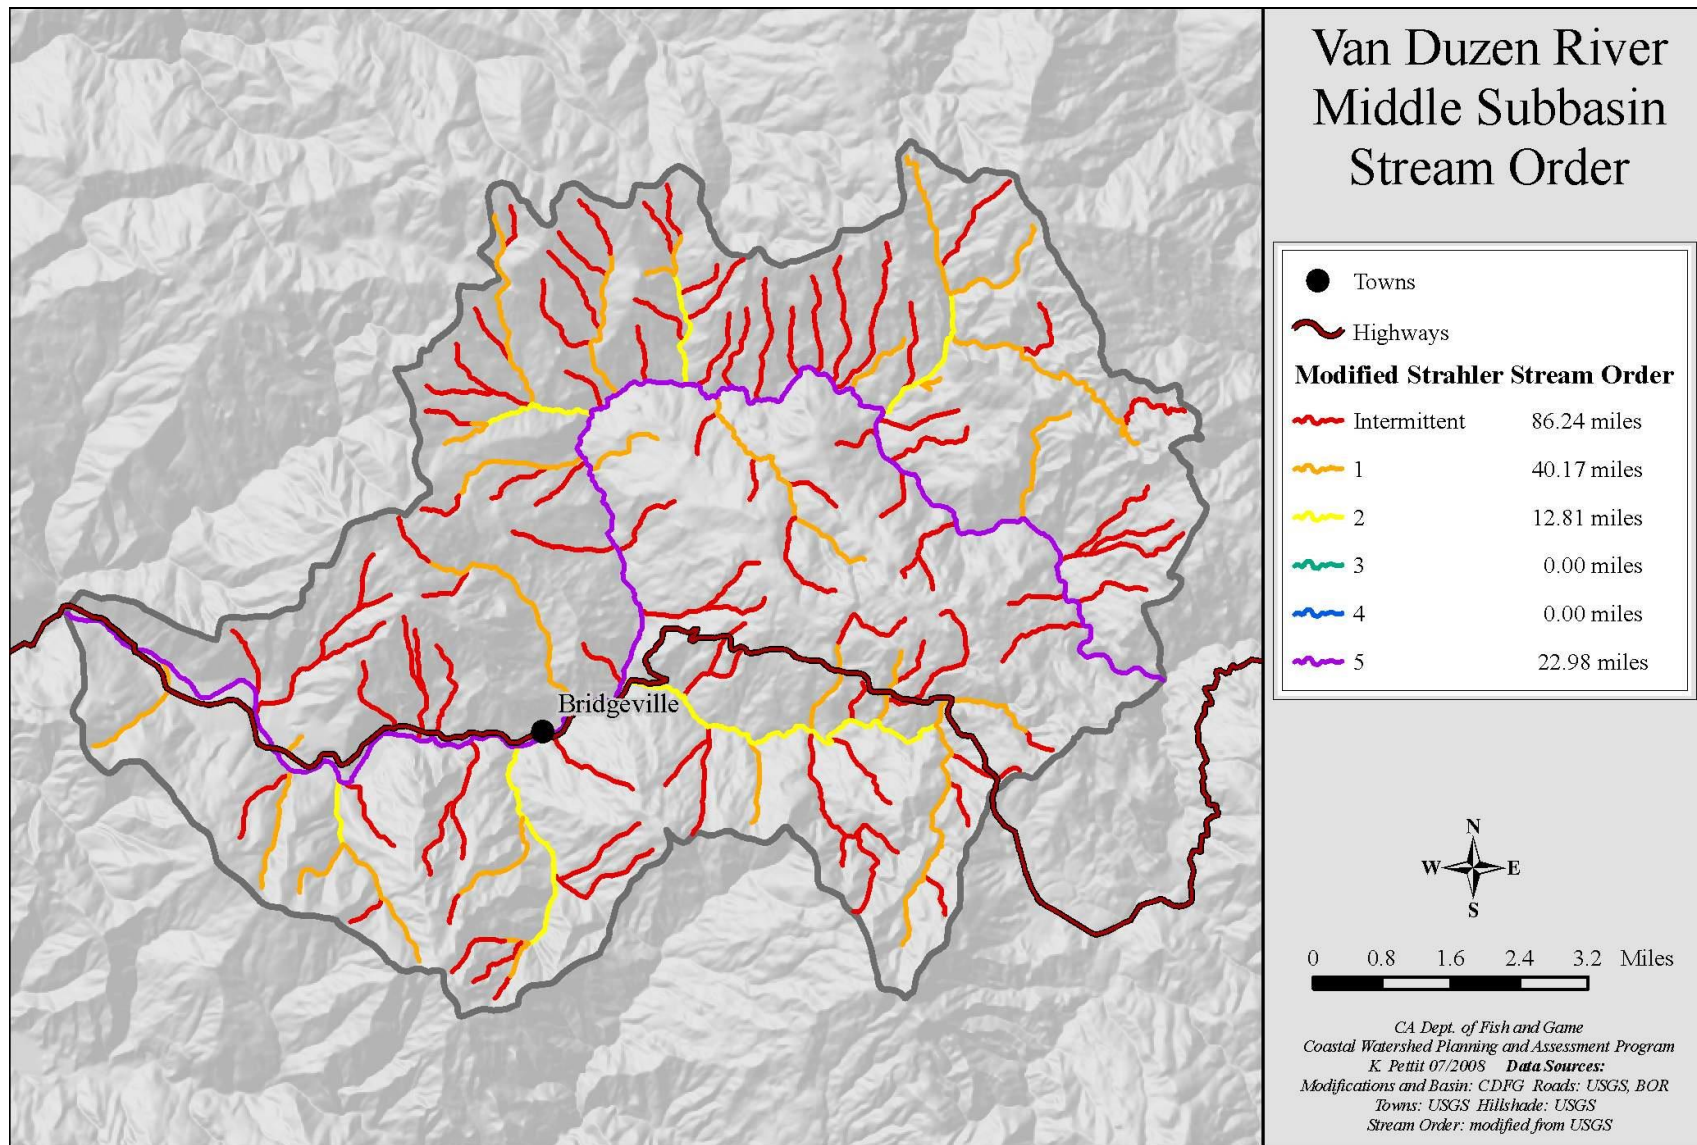 Van Duzen River
Middle Subbasin
Stream Order
Towns
Highways
Modified Strahler Stream Order
Intermittent 86.24 miles
1 40.17 miles
2 12.81 miles
3 0.00 miles
4 0.00 miles
5 22.98 miles
Bridgeville
N
W E
S
0 0.8 1.6 2.4 3.2 Miles
CA Dept. of Fish and Game
Coastal Watershed Planning and Assessment Program
K. Pettit 07/2008 Data Sources:
Modifications and Basin: CDFG Roads: USGS, BOR
Towns: USGS Hillshade: USGS
Stream Order: modified from USGS